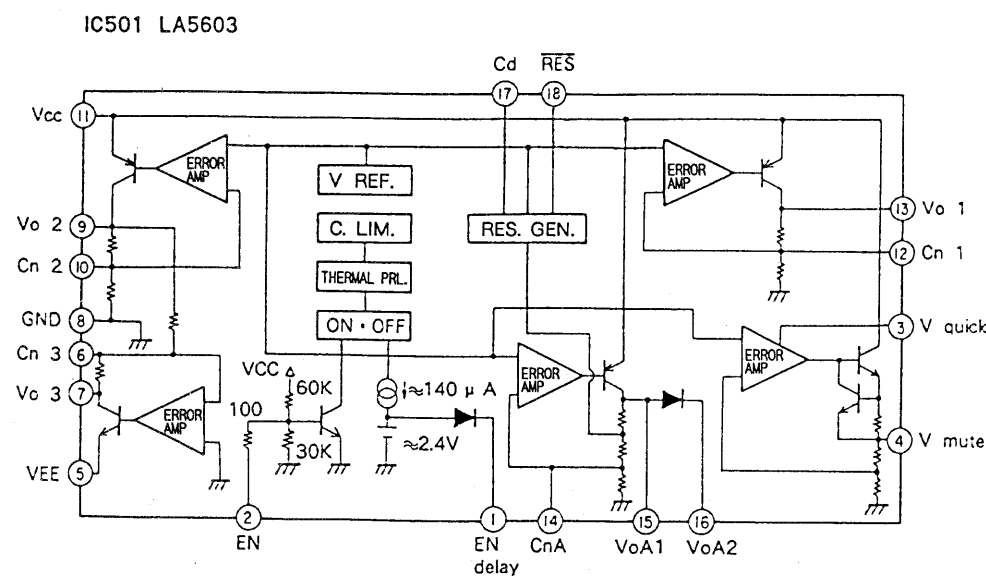 IC501 LA5603
Cd
RES
17
18
Vcc
11
ERROR
AMP
V REF.
ERROR
AMP
Vo 2
9
C. LIM.
RES. GEN.
13
Vo 1
Cn 2
10
THERMAL PRL.
12
Cn 1
GND
8
ON · OFF
3
V quick
Cn 3
6
VCC
60K
≈140 μ A
ERROR
AMP
ERROR
AMP
Vo 3
7
ERROR
AMP
100
30K
≈2.4V
4
V mute
VEE
5
2
1
14
15
16
EN
EN
delay
CnA
VoA1
VoA2